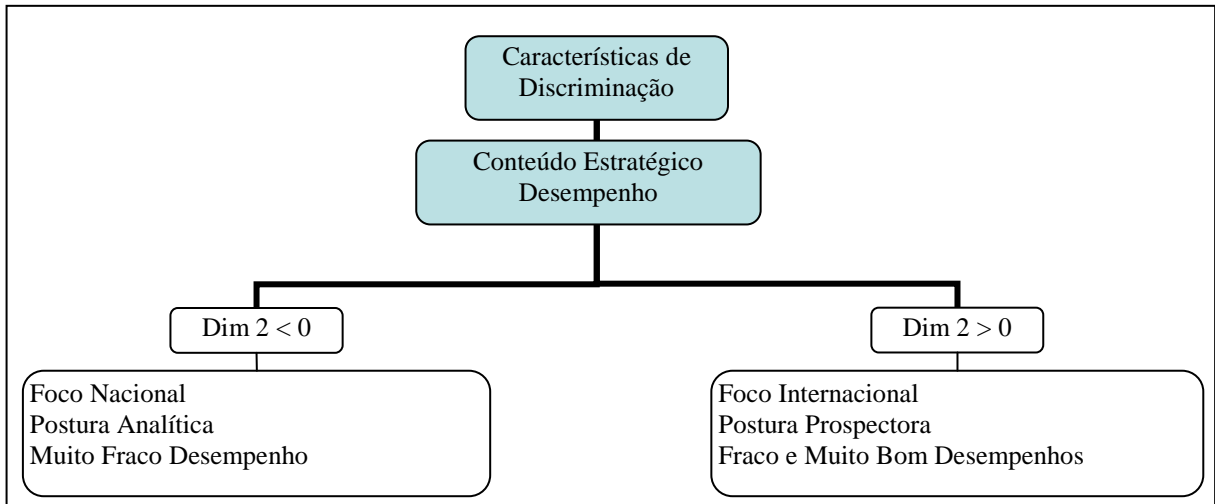 Características de
Discriminação
Conteúdo Estratégico
Desempenho
Dim 2 < 0
Dim 2 > 0
Foco Nacional
Postura Analítica
Muito Fraco Desempenho
Foco Internacional
Postura Prospectora
Fraco e Muito Bom Desempenhos